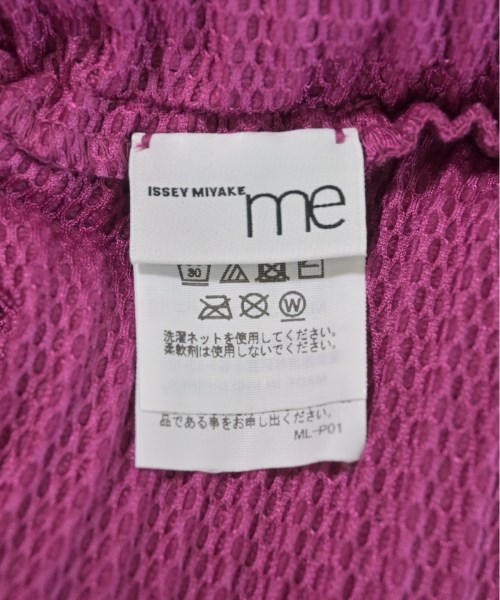 ISSEY MIYAKE me
30
W
洗濯ネットを使用してください。
柔軟剤は使用しないでください。
品である事をお申し出ください。
ML-P01